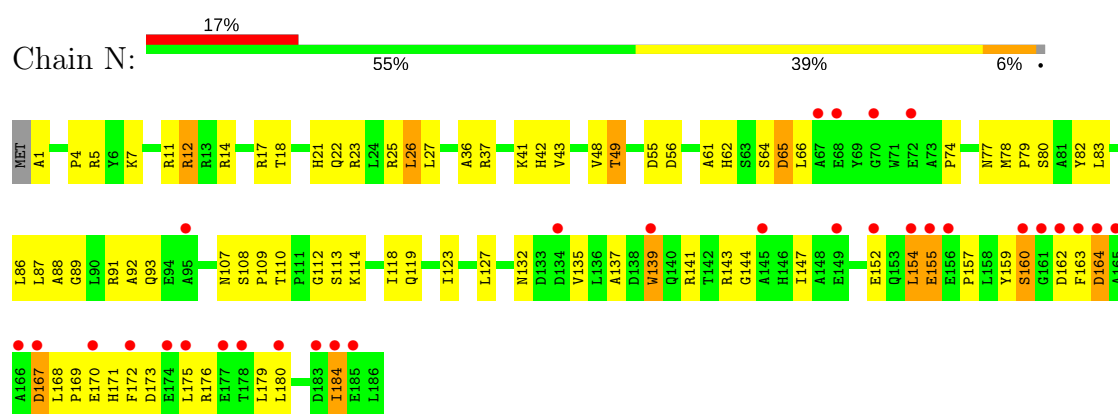 17%
Chain N:
55% 39% 6% •
MET A1 P4 R5 Y6 K7 R11 R12 R13 R14 R17 T18 H21 Q22 R23 L24 R25 L26 L27 A36 R37 K41 H42 V43 V48 T49 D55 D56 A61 H62 S63 S64 D65 L66 A67 E68 Y69 G70 W71 E72 A73 P74 N77 M78 P79 S80 A81 Y82 L83
L86 L87 A88 G89 L90 R91 A92 Q93 E94 A95 N107 S108 P109 T110 P111 G112 S113 K114 I118 Q119 I123 L127 N132 D133 D134 V135 L136 A137 D138 W139 Q140 R141 T142 R143 G144 A145 H146 I147 A148 E149 E152 Q153 L154 E155 E156 P157 L158 Y159 S160 G161 D162 F163 D164 A165
A166 D167 L168 P169 E170 H171 F172 D173 E174 L175 R176 E177 T178 L179 L180 D183 I184 E185 L186